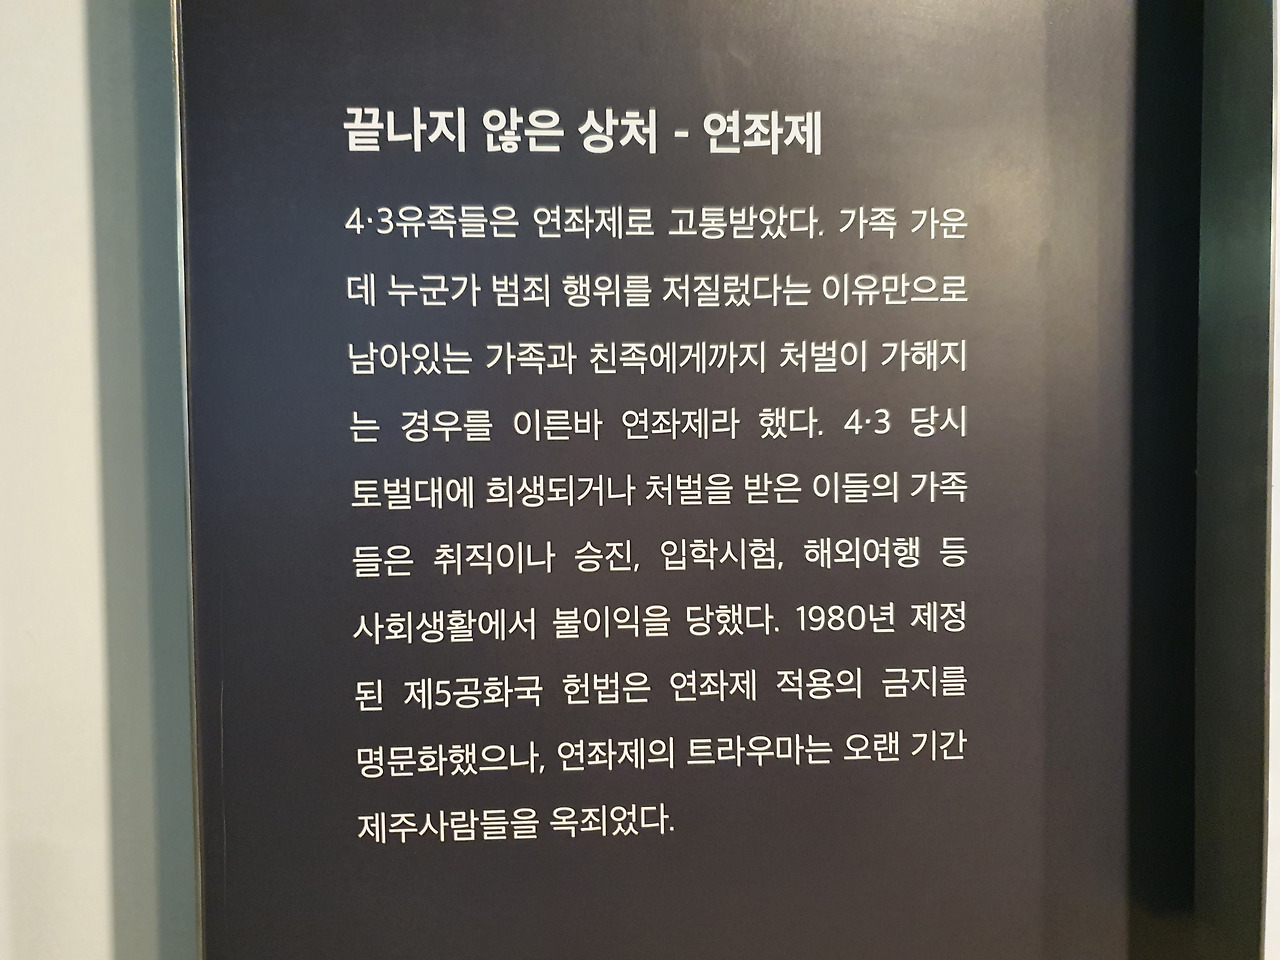 끝나지 않은 상처 - 연좌제
4·3유족들은 연좌제로 고통받았다. 가족 가운
데 누군가 범죄 행위를 저질렀다는 이유만으로
남아있는 가족과 친족에게까지 처벌이 가해지
는 경우를 이른바 연좌제라 했다. 4·3 당시
토벌대에 희생되거나 처벌을 받은 이들의 가족
들은 취직이나 승진, 입학시험, 해외여행 등
사회생활에서 불이익을 당했다. 1980년 제정
된 제5공화국 헌법은 연좌제 적용의 금지를
명문화했으나, 연좌제의 트라우마는 오랜 기간
제주사람들을 옥죄었다.